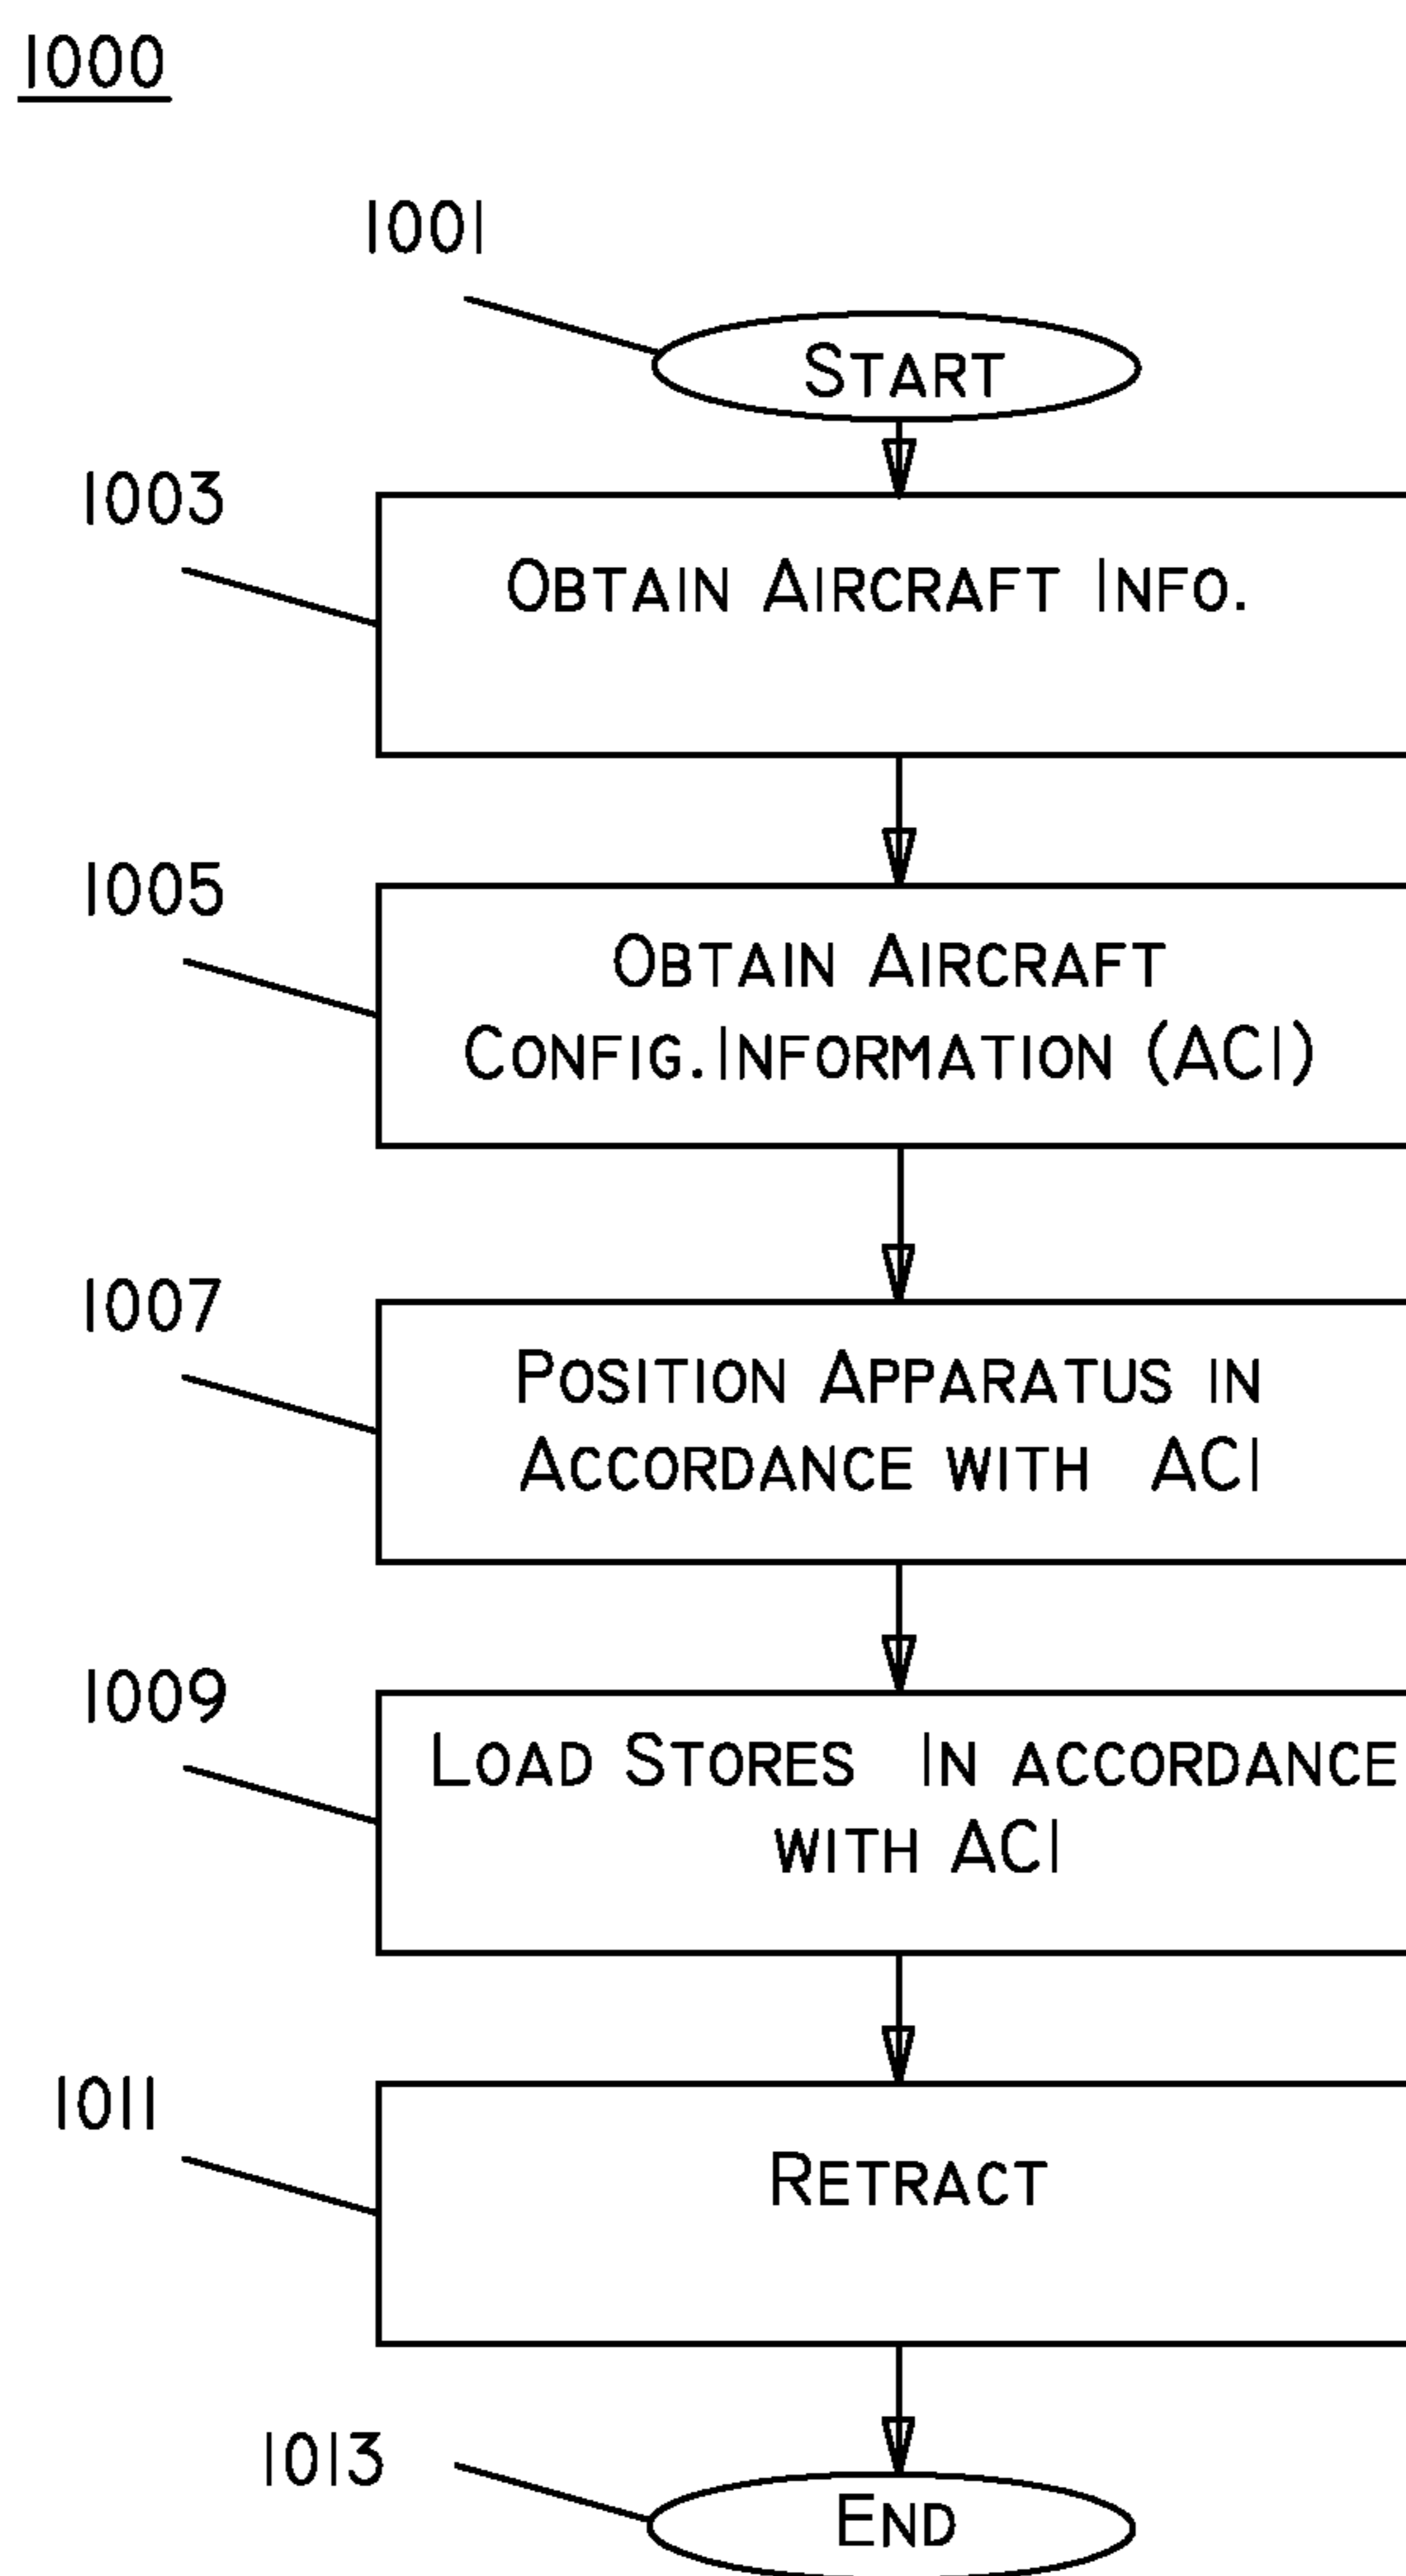 1000
1001
START
1003
OBTAIN AIRCRAFT INFO.
1005
OBTAIN AIRCRAFT
CONFIG. INFORMATION (ACI)
1007
POSITION APPARATUS IN
ACCORDANCE WITH ACI
1009
LOAD STORES IN ACCORDANCE
WITH ACI
1011
RETRACT
1013
END